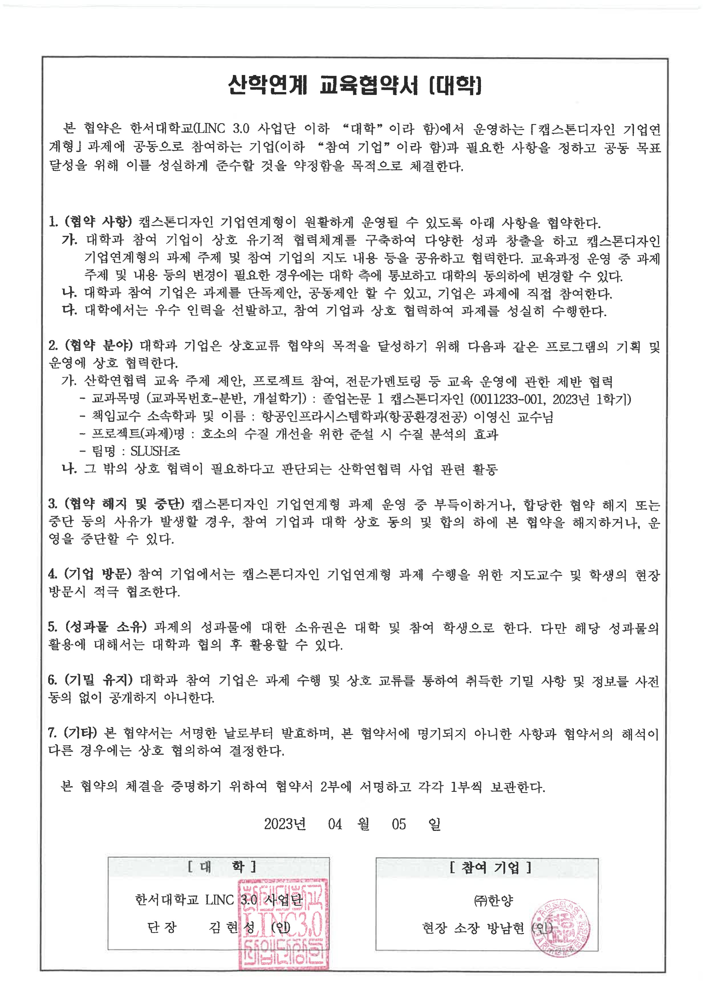 산학연계 교육협약서 [대학]
본 협약은 한서대학교(LINC 3.0 사업단 이하 “대학”이라 함)에서 운영하는「캡스톤디자인 기업연
계형」과제에 공동으로 참여하는 기업(이하 “참여 기업”이라 함)과 필요한 사항을 정하고 공동 목표
달성을 위해 이를 성실하게 준수할 것을 약정함을 목적으로 체결한다.
1. (협약 사항) 캡스톤디자인 기업연계형이 원활하게 운영될 수 있도록 아래 사항을 협약한다.
가. 대학과 참여 기업이 상호 유기적 협력체계를 구축하여 다양한 성과 창출을 하고 캡스톤디자인
기업연계형의 과제 주제 및 참여 기업의 지도 내용 등을 공유하고 협력한다. 교육과정 운영 중 과제
주제 및 내용 등의 변경이 필요한 경우에는 대학 측에 통보하고 대학의 동의하에 변경할 수 있다.
나. 대학과 참여 기업은 과제를 단독제안, 공동제안 할 수 있고, 기업은 과제에 직접 참여한다.
다. 대학에서는 우수 인력을 선발하고, 참여 기업과 상호 협력하여 과제를 성실히 수행한다.
2. (협약 분야) 대학과 기업은 상호교류 협약의 목적을 달성하기 위해 다음과 같은 프로그램의 기획 및
운영에 상호 협력한다.
가. 산학연협력 교육 주제 제안, 프로젝트 참여, 전문가멘토링 등 교육 운영에 관한 제반 협력
- 교과목명 (교과목번호-분반, 개설학기) : 졸업논문 1 캡스톤디자인 (0011233-001, 2023년 1학기)
- 책임교수 소속학과 및 이름 : 항공인프라시스템학과(항공환경전공) 이영신 교수님
- 프로젝트(과제)명 : 호소의 수질 개선을 위한 준설 시 수질 분석의 효과
- 팀명 : SLUSH조
나. 그 밖의 상호 협력이 필요하다고 판단되는 산학연협력 사업 관련 활동
3. (협약 해지 및 중단) 캡스톤디자인 기업연계형 과제 운영 중 부득이하거나, 합당한 협약 해지 또는
중단 등의 사유가 발생할 경우, 참여 기업과 대학 상호 동의 및 합의 하에 본 협약을 해지하거나, 운
영을 중단할 수 있다.
4. (기업 방문) 참여 기업에서는 캡스톤디자인 기업연계형 과제 수행을 위한 지도교수 및 학생의 현장
방문시 적극 협조한다.
5. (성과물 소유) 과제의 성과물에 대한 소유권은 대학 및 참여 학생으로 한다. 다만 해당 성과물의
활용에 대해서는 대학과 협의 후 활용할 수 있다.
6. (기밀 유지) 대학과 참여 기업은 과제 수행 및 상호 교류를 통하여 취득한 기밀 사항 및 정보를 사전
동의 없이 공개하지 아니한다.
7. (기타) 본 협약서는 서명한 날로부터 발효하며, 본 협약서에 명기되지 아니한 사항과 협약서의 해석이
다른 경우에는 상호 협의하여 결정한다.
본 협약의 체결을 증명하기 위하여 협약서 2부에 서명하고 각각 1부씩 보관한다.
2023년 04 월 05 일
[ 대 학 ]
한서대학교 LINC 3.0 사업단
단 장 김 현 성 (인)
한서대학교
LINC3.0
사업단장인
[ 참여 기업 ]
㈜한양
현장 소장 방남현 (인)